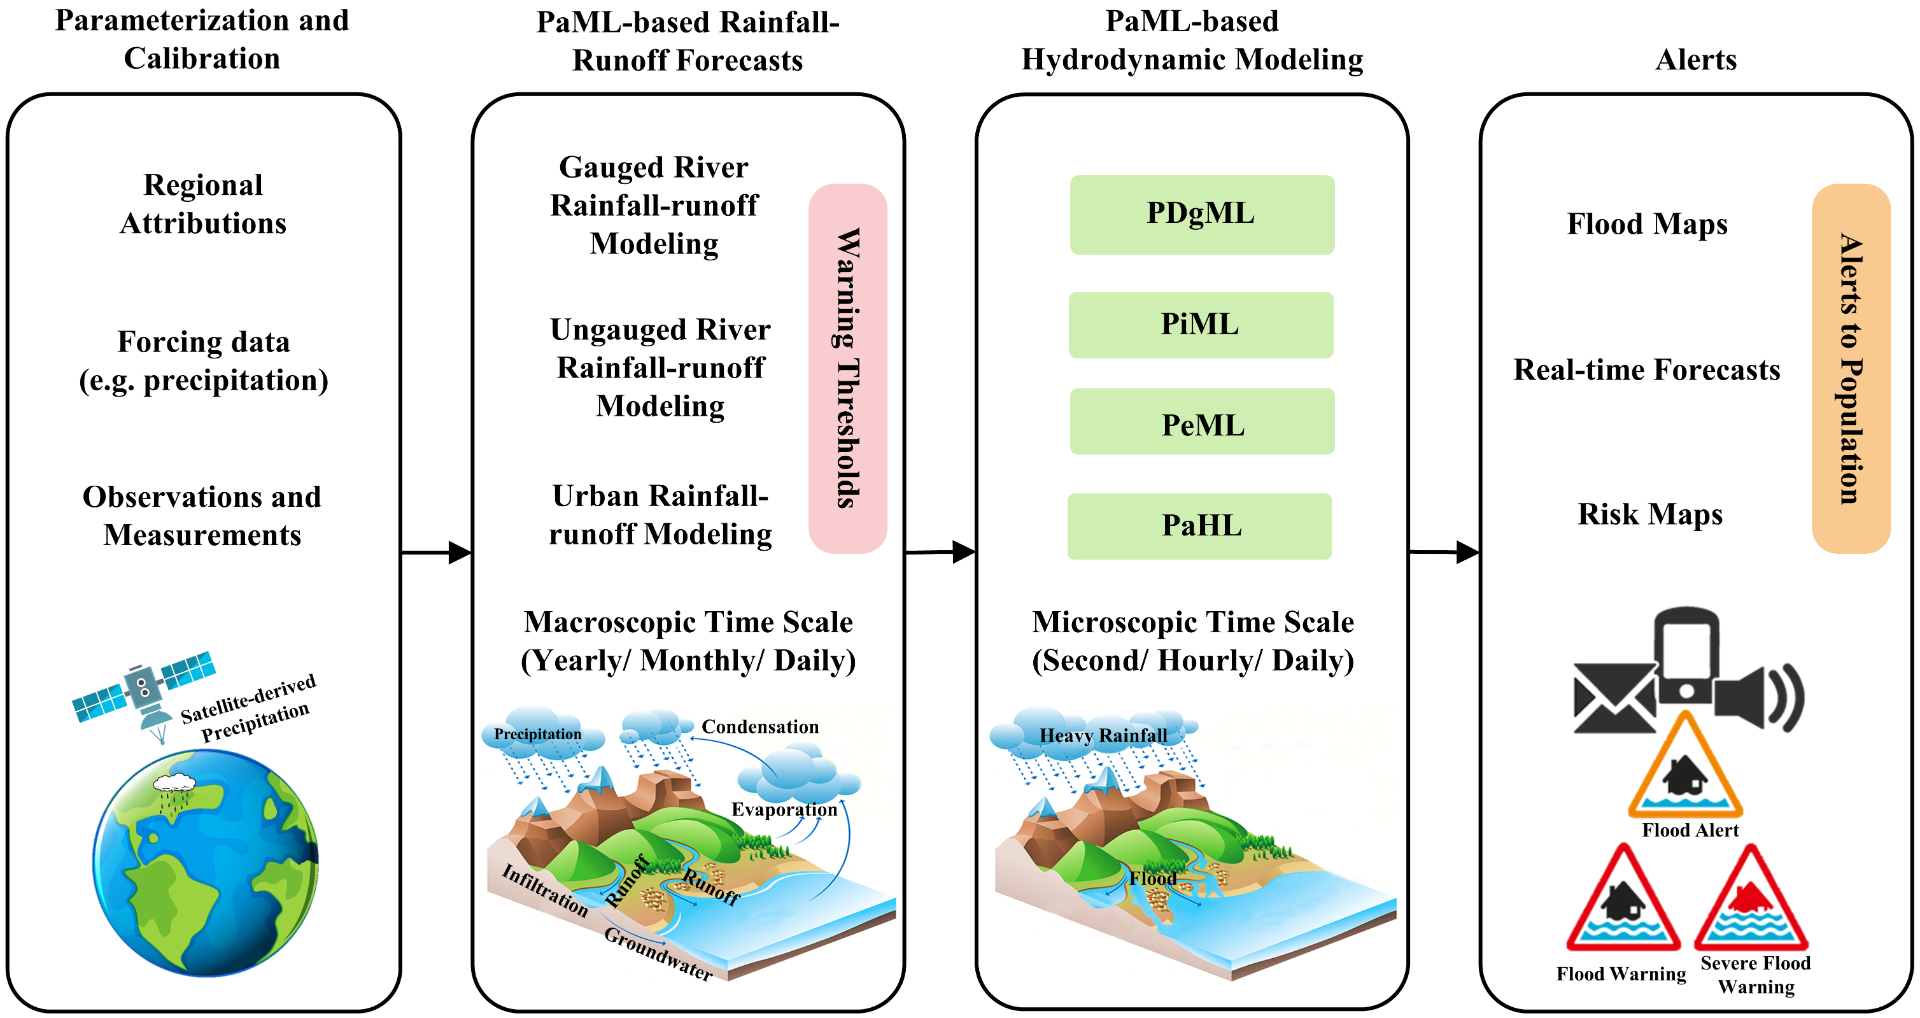 Parameterization and
Calibration
Regional
Attributions
Forcing data
(e.g. precipitation)
Observations and
Measurements
Satellite-derived
Precipitation
PaML-based Rainfall-
Runoff Forecasts
Gauged River
Rainfall-runoff
Modeling
Ungauged River
Rainfall-runoff
Modeling
Urban Rainfall-
runoff Modeling
Warning Thresholds
Macroscopic Time Scale
(Yearly/ Monthly/ Daily)
Precipitation
Condensation
Evaporation
Infiltration
Runoff
Runoff
Groundwater
PaML-based
Hydrodynamic Modeling
PDgML
PiML
PeML
PaHL
Microscopic Time Scale
(Second/ Hourly/ Daily)
Heavy Rainfall
Flood
Alerts
Flood Maps
Real-time Forecasts
Risk Maps
Alerts to Population
Flood Alert
Flood Warning
Severe Flood
Warning